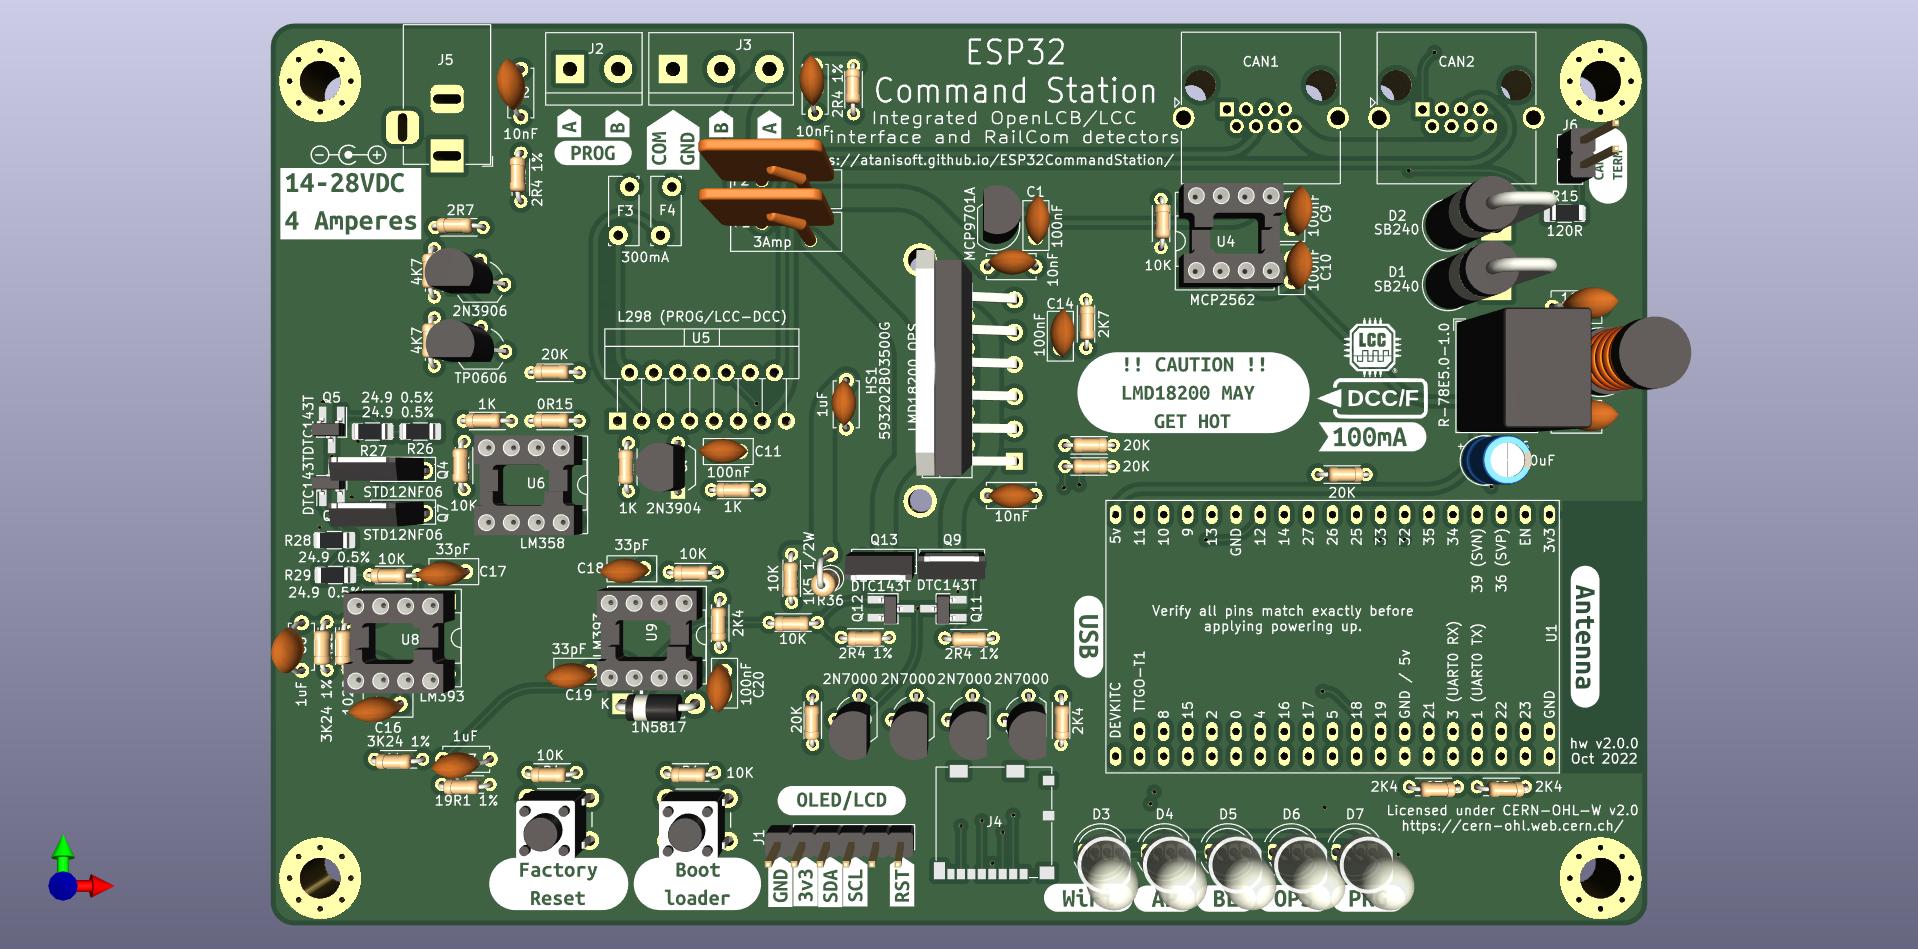 J5
J2
J3
ESP32
Command Station
Integrated OpenLCB/LCC
interface and RailCom detectors
s://atanisoft.github.io/ESP32CommandStation/
CAN1
CAN2
J6
TERM
10nF
2R4 1%
10nF
2R4 1%
A
B
PROG
COM
GND
B
A
14-28VDC
4 Amperes
F3
F4
300mA
3Amp
2R7
4K7
2N3906
4K7
TP0606
MCP9701A
C1
100nF
10nF
10K
U4
MCP2562
C9
C10
D2
SB240
D1
SB240
R15
120R
L298 (PROG/LCC-DCC)
U5
20K
C14
100nF
2K7
HS1
593202B03500G
LMD18200 OPS
1uF
!! CAUTION !!
LMD18200 MAY
GET HOT
LCC
DCC/F
100mA
R-78E5.0-1.0
Q5
24.9 0.5%
24.9 0.5%
1K
0R15
DTC143T
R27
R26
Q4
STD12NF06
DTC143T
Q7
STD12NF06
10K
U6
LM358
C11
100nF
1K
2N3904
1K
20K
20K
20K
10nF
R28
24.9 0.5%
R29
24.9 0.5%
10K
33pF
C17
33pF
C18
10K
10K
1K5 1/2W
R36
Q13
Q9
DTC143T
DTC143T
Q12
Q11
5v
11
10
9
13
GND
12
14
27
26
25
33
32
35
34
39 (SVN)
36 (SVP)
EN
3v3
USB
Verify all pins match exactly before
applying powering up.
Antenna
U1
U8
LM393
1uF
3K24 1%
C16
3K24 1%
1uF
19R1 1%
U9
33pF
C19
2K4
100nF
C20
K
1N5817
10K
2R4 1%
2R4 1%
2N7000
2N7000
2N7000
2N7000
20K
2K4
DEVKITC
TTGO-T1
8
15
2
0
4
16
17
5
18
19
GND / 5v
21
3 (UART0 RX)
1 (UART0 TX)
22
23
GND
hw v2.0.0
Oct 2022
10K
10K
2K4
2K4
Licensed under CERN-OHL-W v2.0
https://cern-ohl.web.cern.ch/
Factory
Reset
Boot
loader
OLED/LCD
J1
GND
3v3
SDA
SCL
RST
J4
D3
D4
D5
D6
D7